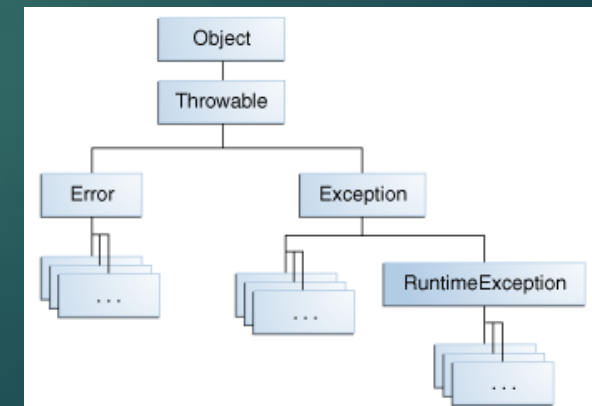 Object
Throwable
Error
Exception
...
...
RuntimeException
...